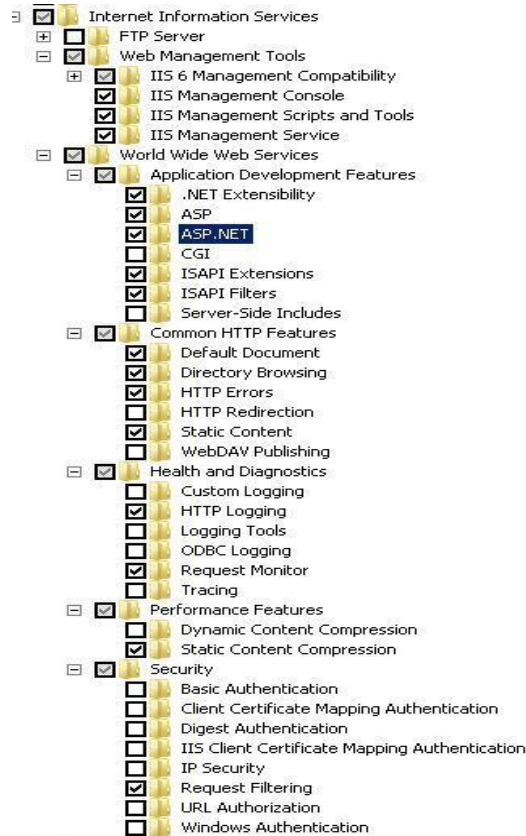 Internet Information Services
FTP Server
Web Management Tools
IIS 6 Management Compatibility
IIS Management Console
IIS Management Scripts and Tools
IIS Management Service
World Wide Web Services
Application Development Features
.NET Extensibility
ASP
ASP.NET
CGI
ISAPI Extensions
ISAPI Filters
Server-Side Includes
Common HTTP Features
Default Document
Directory Browsing
HTTP Errors
HTTP Redirection
Static Content
WebDAV Publishing
Health and Diagnostics
Custom Logging
HTTP Logging
Logging Tools
ODBC Logging
Request Monitor
Tracing
Performance Features
Dynamic Content Compression
Static Content Compression
Security
Basic Authentication
Client Certificate Mapping Authentication
Digest Authentication
IIS Client Certificate Mapping Authentication
IP Security
Request Filtering
URL Authorization
Windows Authentication